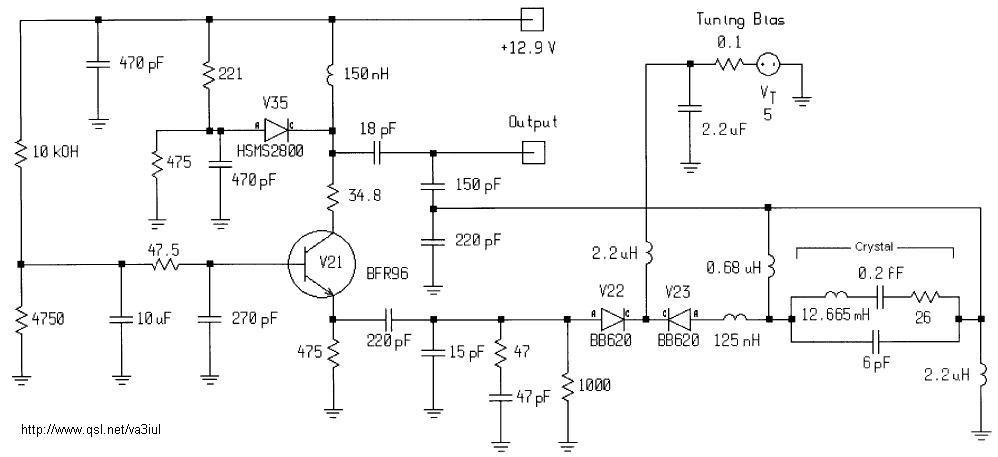 Tuning Bias
0.1
+12.9 V
470 pF
221
150 nH
V
T
5
V35
A
C
HSMS2800
18 pF
Output
2.2 uF
10 kOH
475
470 pF
150 pF
34.8
220 pF
47.5
V21
BFR96
2.2 uH
0.68 uH
Crystal
0.2 fF
V22
V23
A
C
C
A
12.665 mH
26
4750
10 uF
270 pF
475
220 pF
15 pF
47
BB620
BB620
125 nH
6 pF
2.2 uH
47 pF
1000
http://www.qsl.net/va3iul